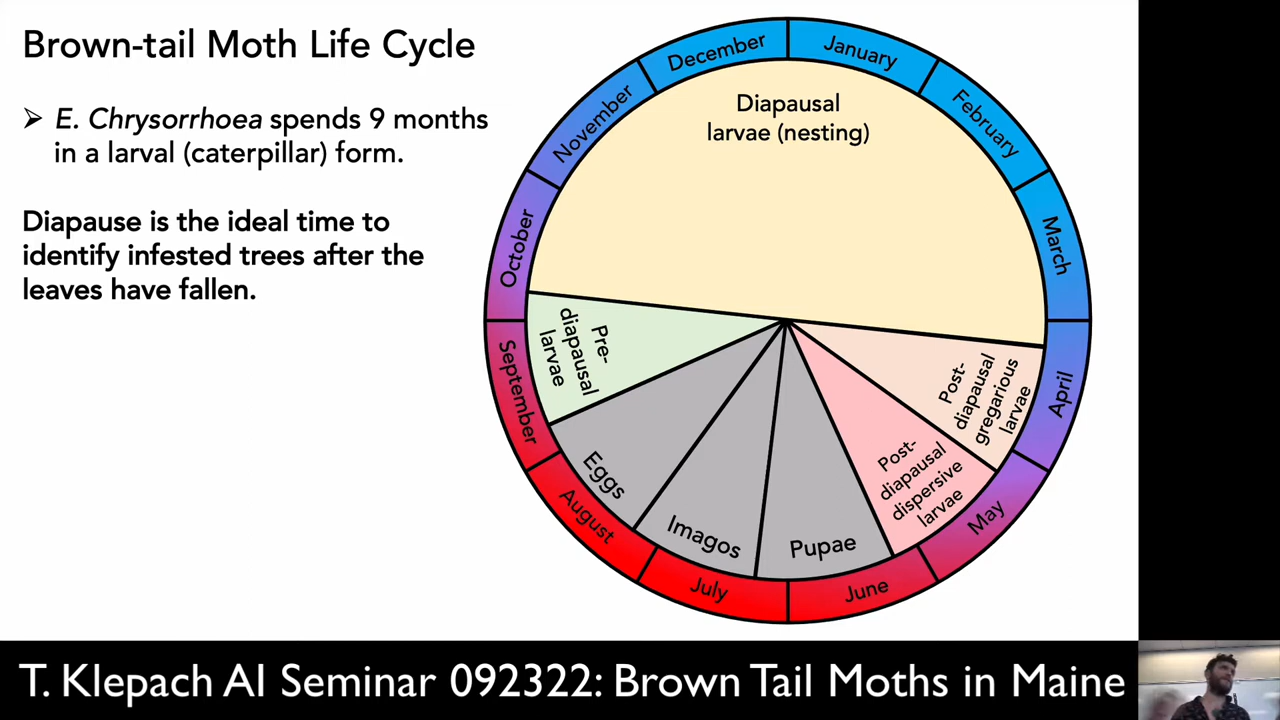 Brown-tail Moth Life Cycle
➢ E. Chrysorrhoea spends 9 months
in a larval (caterpillar) form.
Diapause is the ideal time to
identify infested trees after the
leaves have fallen.
December
January
November
February
October
March
September
April
August
May
July
June
Diapausal
larvae (nesting)
Pre-
diapausal
larvae
Post-
diapausal
gregarious
larvae
Post-
diapausal
dispersive
larvae
Eggs
Imagos
Pupae
T. Klepach AI Seminar 092322: Brown Tail Moths in Maine